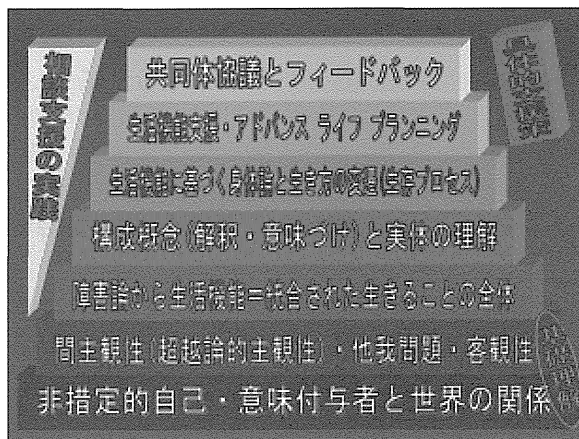 相談支援の実態
具体的な操作
共同体協議とフィードバック
生活機能支援・アドバンス ライフ プランニング
生活機能に基づく身体論と生き方の変遷(生存プロセス)
構成概念(解釈・意味づけ)と実体の理解
障害論から生活機能=統合された生きることの全体
間主観性(超越論的主観性)・他我問題・客観性
非措定的自己・意味付与者と世界の関係